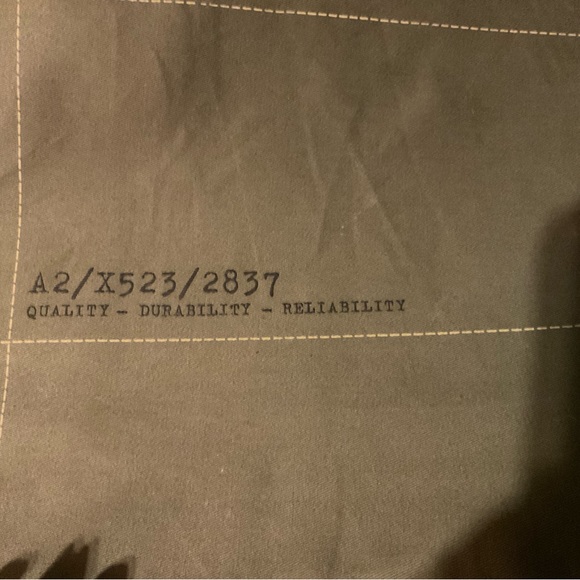 A2/X523/2837
QUALITY - DURABILITY - RELIABILITY